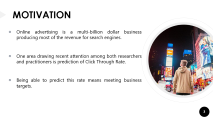 MOTIVATION
Online advertising is a multi-billion dollar business
producing most of the revenue for search engines.
One area drawing recent attention among both researchers
and practitioners is prediction of Click Through Rate.
Being able to predict this rate means meeting business
targets.